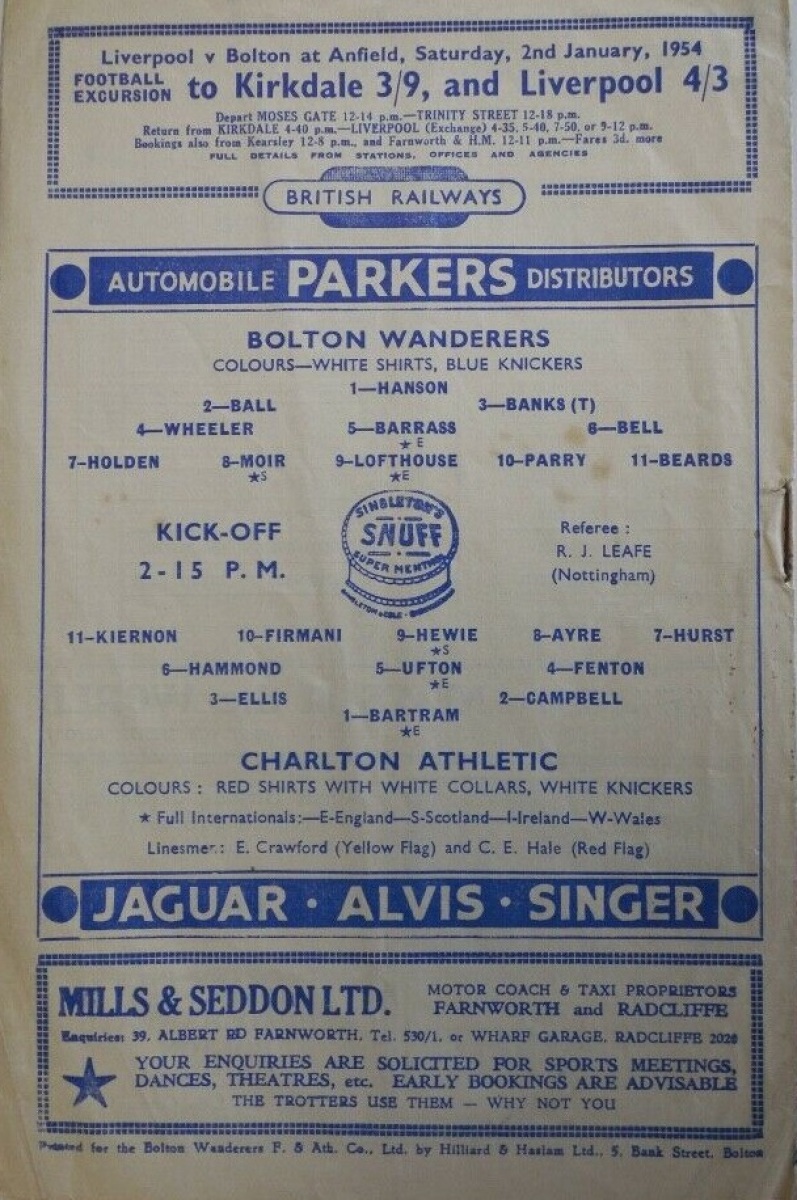 Liverpool v Bolton at Anfield, Saturday, 2nd January, 1954
FOOTBALL EXCURSION to Kirkdale 3/9, and Liverpool 4/3
Depart MOSES GATE 12-14 p.m.—TRINITY STREET 12-18 p.m.
Return from KIRKDALE 4-40 p.m.—LIVERPOOL (Exchange) 4-35, 5-40, 7-50, or 9-12 p.m.
Bookings also from Kearsley 12-8 p.m., and Farnworth & H.M. 12-11 p.m.—Fares 3d. more
FULL DETAILS FROM STATIONS, OFFICES AND AGENCIES
BRITISH RAILWAYS
AUTOMOBILE PARKERS DISTRIBUTORS
BOLTON WANDERERS
COLOURS—WHITE SHIRTS, BLUE KNICKERS
1—HANSON
2—BALL 3—BANKS (T)
4—WHEELER 5—BARRASS 6—BELL
★ E
7-HOLDEN 8-MOIR 9-LOFTHOUSE 10-PARRY 11-BEARDS
★S ★E
KICK-OFF
2-15 P. M.
SINGLETON'S
SNUFF
SUPER MENTHOL
SINGLETON & COLE
Referee :
R. J. LEAFE
(Nottingham)
11-KIERNON 10-FIRMANI 9-HEWIE 8-AYRE 7-HURST
★S
6—HAMMOND 5-UFTON 4—FENTON
★E
3—ELLIS 2—CAMPBELL
1—BARTRAM
★E
CHARLTON ATHLETIC
COLOURS : RED SHIRTS WITH WHITE COLLARS, WHITE KNICKERS
★ Full Internationals:—E-England—S-Scotland—I-Ireland—W-Wales
Linesmen: E. Crawford (Yellow Flag) and C. E. Hale (Red Flag)
JAGUAR · ALVIS · SINGER
MILLS & SEDDON LTD. MOTOR COACH & TAXI PROPRIETORS
FARNWORTH and RADCLIFFE
Enquiries: 39, ALBERT RD FARNWORTH, Tel. 530/1, or WHARF GARAGE, RADCLIFFE 2026
YOUR ENQUIRIES ARE SOLICITED FOR SPORTS MEETINGS,
DANCES, THEATRES, etc. EARLY BOOKINGS ARE ADVISABLE
THE TROTTERS USE THEM — WHY NOT YOU
Printed for the Bolton Wanderers F. & Ath. Co., Ltd. by Hilliard & Haslam Ltd., 5, Bank Street, Bolton